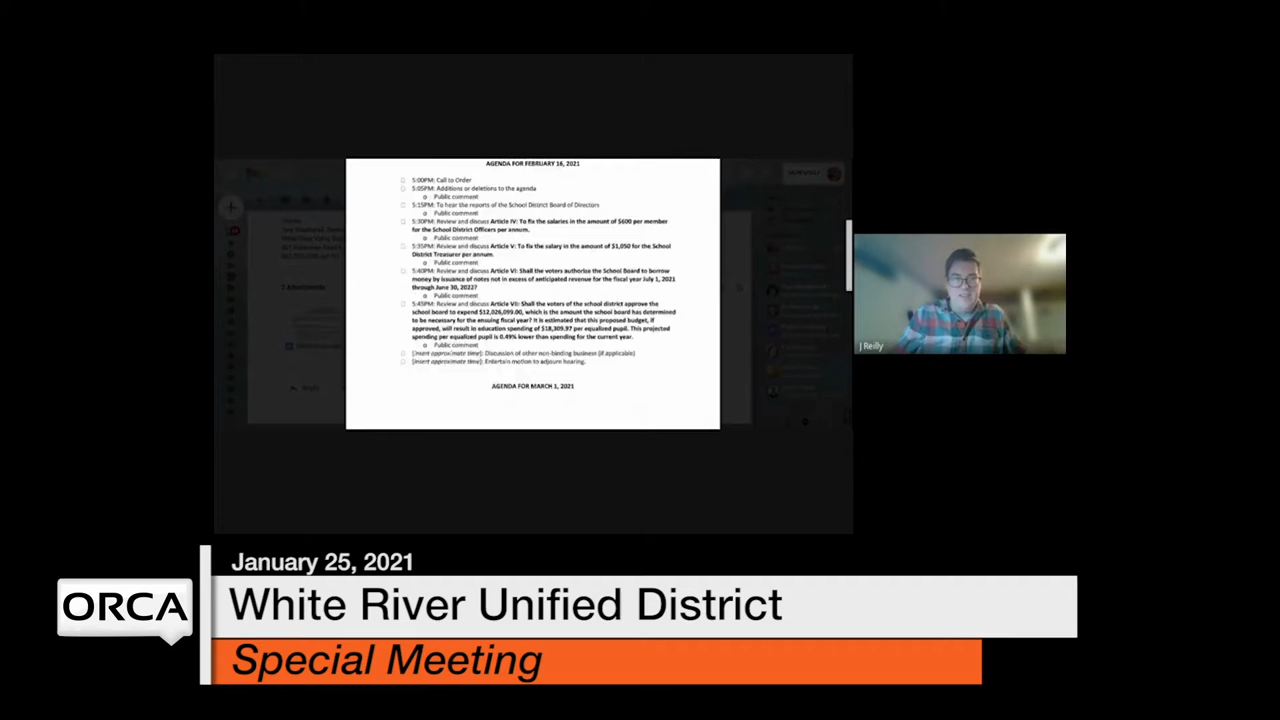 AGENDA FOR FEBRUARY 16, 2021
5:00PM: Call to Order
5:05PM: Additions or deletions to the agenda
o Public comment
5:15PM: To hear the reports of the School District Board of Directors
o Public comment
5:30PM: Review and discuss Article IV: To fix the salaries in the amount of $600 per member
for the School District Officers per annum.
o Public comment
5:35PM: Review and discuss Article V: To fix the salary in the amount of $1,050 for the School
District Treasurer per annum.
o Public comment
5:40PM: Review and discuss Article VI: Shall the voters authorize the School Board to borrow
money by issuance of notes not in excess of anticipated revenue for the fiscal year July 1, 2021
through June 30, 2022?
o Public comment
5:45PM: Review and discuss Article VII: Shall the voters of the school district approve the
school board to expend $12,026,099.00, which is the amount the school board has determined
to be necessary for the ensuing fiscal year? It is estimated that this proposed budget, if
approved, will result in education spending of $18,309.97 per equalized pupil. This projected
spending per equalized pupil is 0.49% lower than spending for the current year.
o Public comment
[Insert approximate time]: Discussion of other non-binding business (if applicable)
[Insert approximate time]: Entertain motion to adjourn hearing.
AGENDA FOR MARCH 1, 2021
Reply
J Reilly
January 25, 2021
ORCA
White River Unified District
Special Meeting